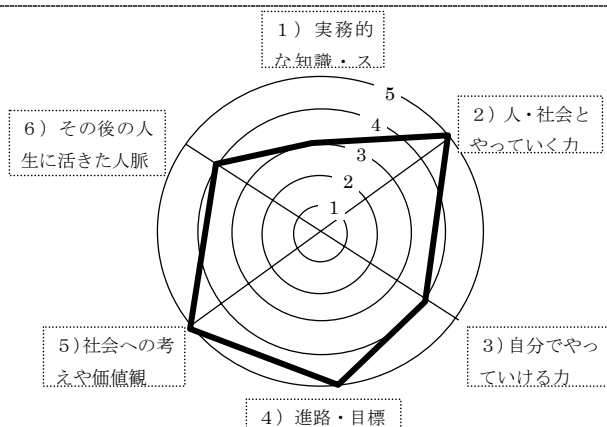 1）実務的
な知識・ス
5
2）人・社会と
やっていく力
4
6）その後の人
生に活きた人脈
3
2
1
5）社会への考
えや価値観
3）自分でやっ
ていける力
4）進路・目標